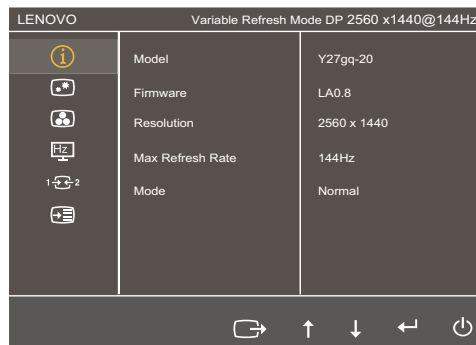 LENOVO Variable Refresh Mode DP 2560 x1440@144Hz
Model Y27gq-20
Firmware LA0.8
Resolution 2560 x 1440
Hz
Max Refresh Rate 144Hz
1 2
Mode Normal